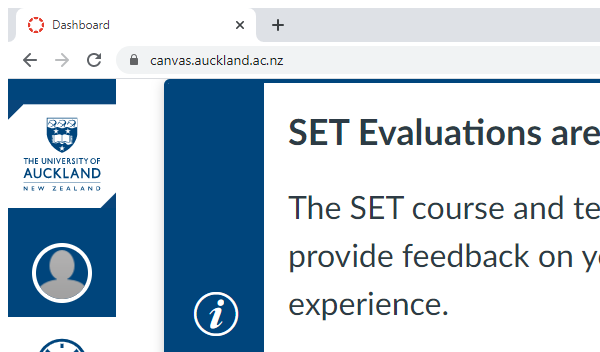 Dashboard
canvas.auckland.ac.nz
THE UNIVERSITY OF
AUCKLAND
NEW ZEALAND
SET Evaluations are
The SET course and te
provide feedback on y
experience.
i